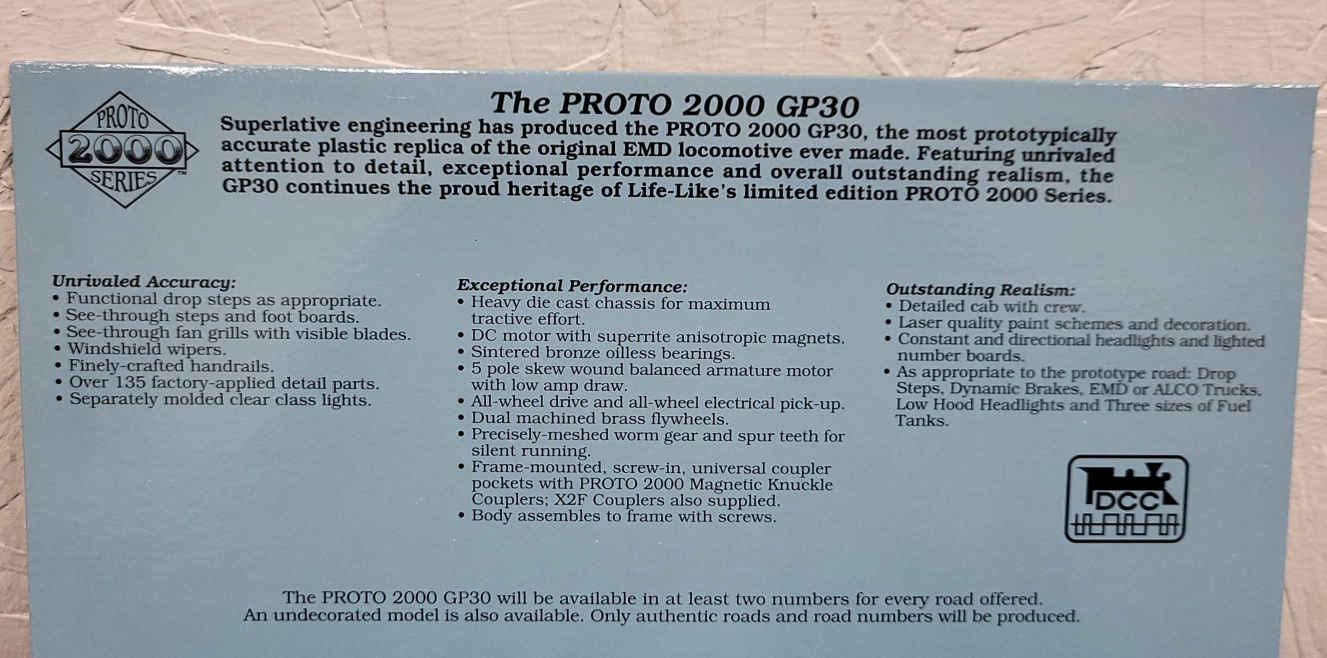 PROTO
2000
SERIES™
The PROTO 2000 GP30
Superlative engineering has produced the PROTO 2000 GP30, the most prototypically
accurate plastic replica of the original EMD locomotive ever made. Featuring unrivaled
attention to detail, exceptional performance and overall outstanding realism, the
GP30 continues the proud heritage of Life-Like's limited edition PROTO 2000 Series.
Unrivaled Accuracy:
• Functional drop steps as appropriate.
• See-through steps and foot boards.
• See-through fan grills with visible blades.
• Windshield wipers.
• Finely-crafted handrails.
• Over 135 factory-applied detail parts.
• Separately molded clear class lights.
Exceptional Performance:
• Heavy die cast chassis for maximum
tractive effort.
• DC motor with superrite anisotropic magnets.
• Sintered bronze oilless bearings.
• 5 pole skew wound balanced armature motor
with low amp draw.
• All-wheel drive and all-wheel electrical pick-up.
• Dual machined brass flywheels.
• Precisely-meshed worm gear and spur teeth for
silent running.
• Frame-mounted, screw-in, universal coupler
pockets with PROTO 2000 Magnetic Knuckle
Couplers; X2F Couplers also supplied.
• Body assembles to frame with screws.
Outstanding Realism:
• Detailed cab with crew.
• Laser quality paint schemes and decoration.
• Constant and directional headlights and lighted
number boards.
• As appropriate to the prototype road: Drop
Steps, Dynamic Brakes, EMD or ALCO Trucks,
Low Hood Headlights and Three sizes of Fuel
Tanks.
DCC
The PROTO 2000 GP30 will be available in at least two numbers for every road offered.
An undecorated model is also available. Only authentic roads and road numbers will be produced.